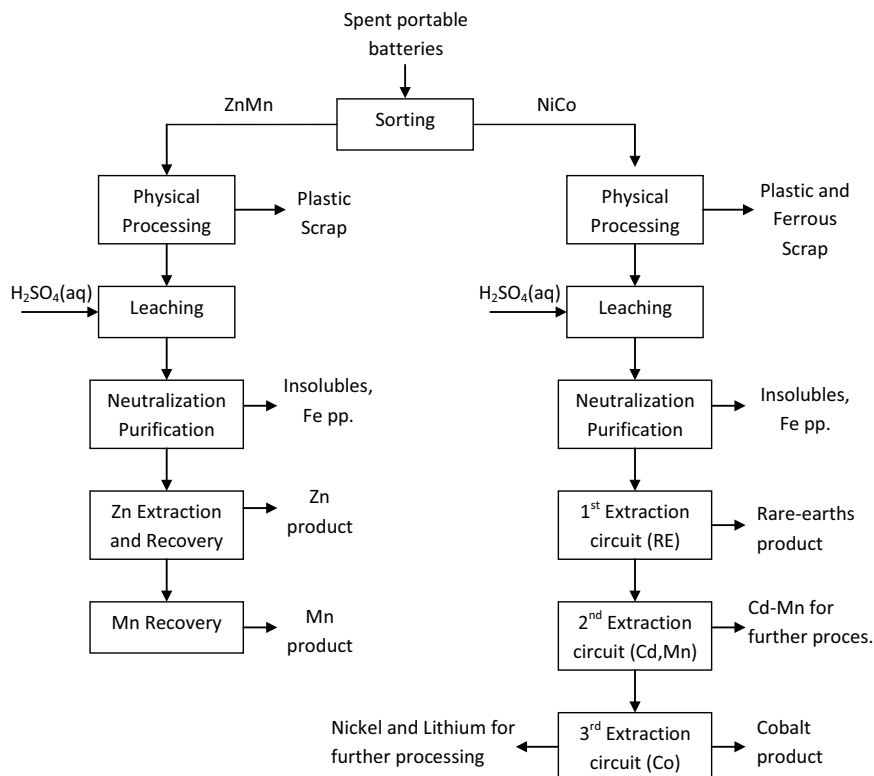 Spent portable
batteries
ZnMn
Sorting
NiCo
Physical
Processing
Plastic
Scrap
Physical
Processing
Plastic and
Ferrous
Scrap
H₂SO₄(aq)
Leaching
H₂SO₄(aq)
Leaching
Neutralization
Purification
Insolubles,
Fe pp.
Neutralization
Purification
Insolubles,
Fe pp.
Zn Extraction
and Recovery
Zn
product
1st Extraction
circuit (RE)
Rare-earths
product
Mn Recovery
Mn
product
2nd Extraction
circuit (Cd,Mn)
Cd-Mn for
further proces.
Nickel and Lithium for
further processing
3rd Extraction
circuit (Co)
Cobalt
product